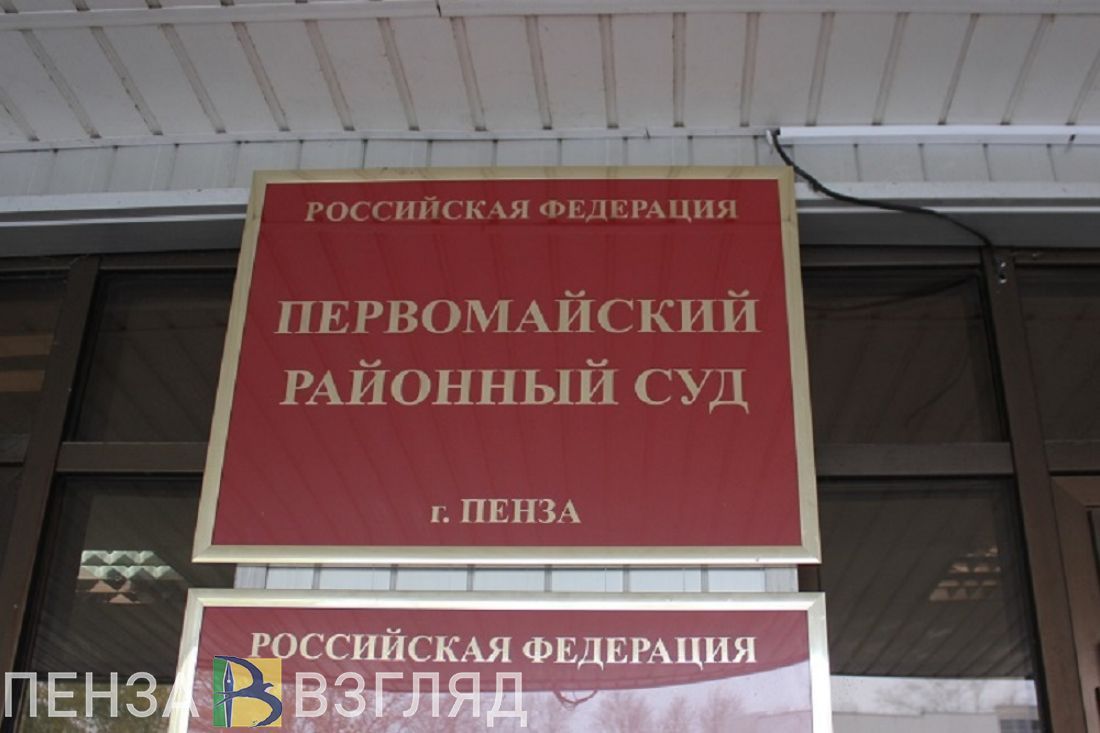 РОССИЙСКАЯ ФЕДЕРАЦИЯ
ПЕРВОМАЙСКИЙ
РАЙОННЫЙ СУД
г. ПЕНЗА
РОССИЙСКАЯ ФЕДЕРАЦИЯ
ПЕНЗА В ВЗГЛЯД